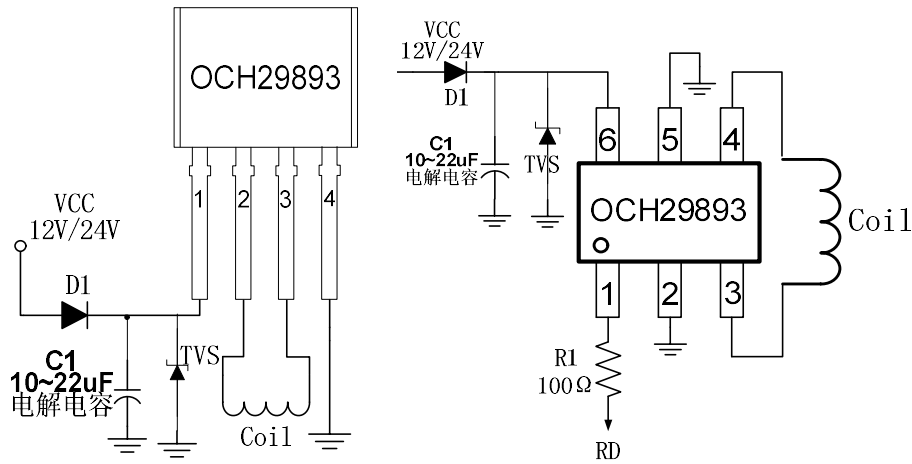 OCH29893
1 2 3 4
VCC
12V/24V
D1
C1
10~22uF
电解电容
TVS
Coil
VCC
12V/24V
D1
C1
10~22uF
电解电容
TVS
6 5 4
OCH29893
1 2 3
Coil
R1
100Ω
RD